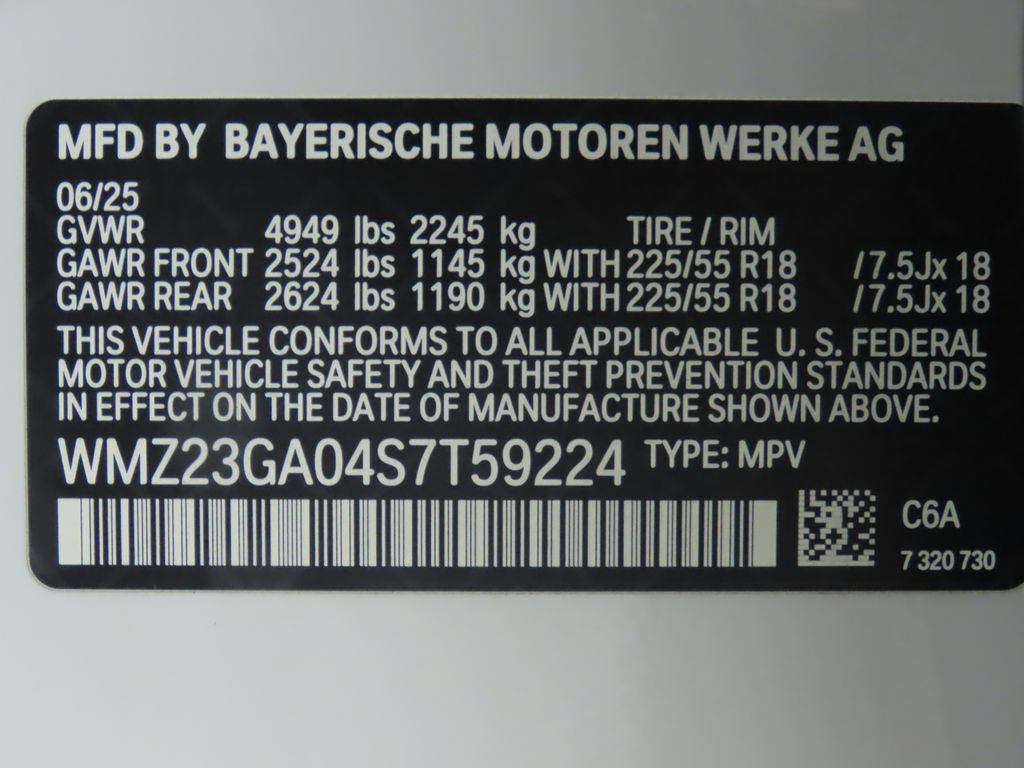 MFD BY BAYERISCHE MOTOREN WERKE AG
06/25
GVWR 4949 lbs 2245 kg TIRE / RIM
GAWR FRONT 2524 lbs 1145 kg WITH 225/55 R18 /7.5Jx 18
GAWR REAR 2624 lbs 1190 kg WITH 225/55 R18 /7.5Jx 18
THIS VEHICLE CONFORMS TO ALL APPLICABLE U. S. FEDERAL
MOTOR VEHICLE SAFETY AND THEFT PREVENTION STANDARDS
IN EFFECT ON THE DATE OF MANUFACTURE SHOWN ABOVE.
WMZ23GA04S7T59224 TYPE: MPV
C6A
7 320 730